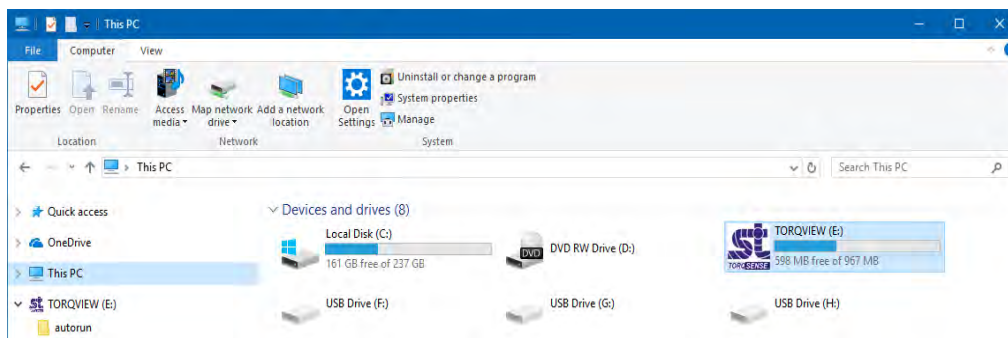 This PC
File Computer View
Properties Open Rename Access media Map network drive Add a network location Open Settings Uninstall or change a program
System properties
Manage
Location Network System
This PC Search This PC
Quick access
OneDrive
This PC
TORQVIEW (E:)
autorun
Devices and drives (8)
Local Disk (C:)
161 GB free of 237 GB
DVD
DVD RW Drive (D:)
st
TORQSENSE
TORQVIEW (E:)
598 MB free of 967 MB
USB Drive (F:)
USB Drive (G:)
USB Drive (H:)